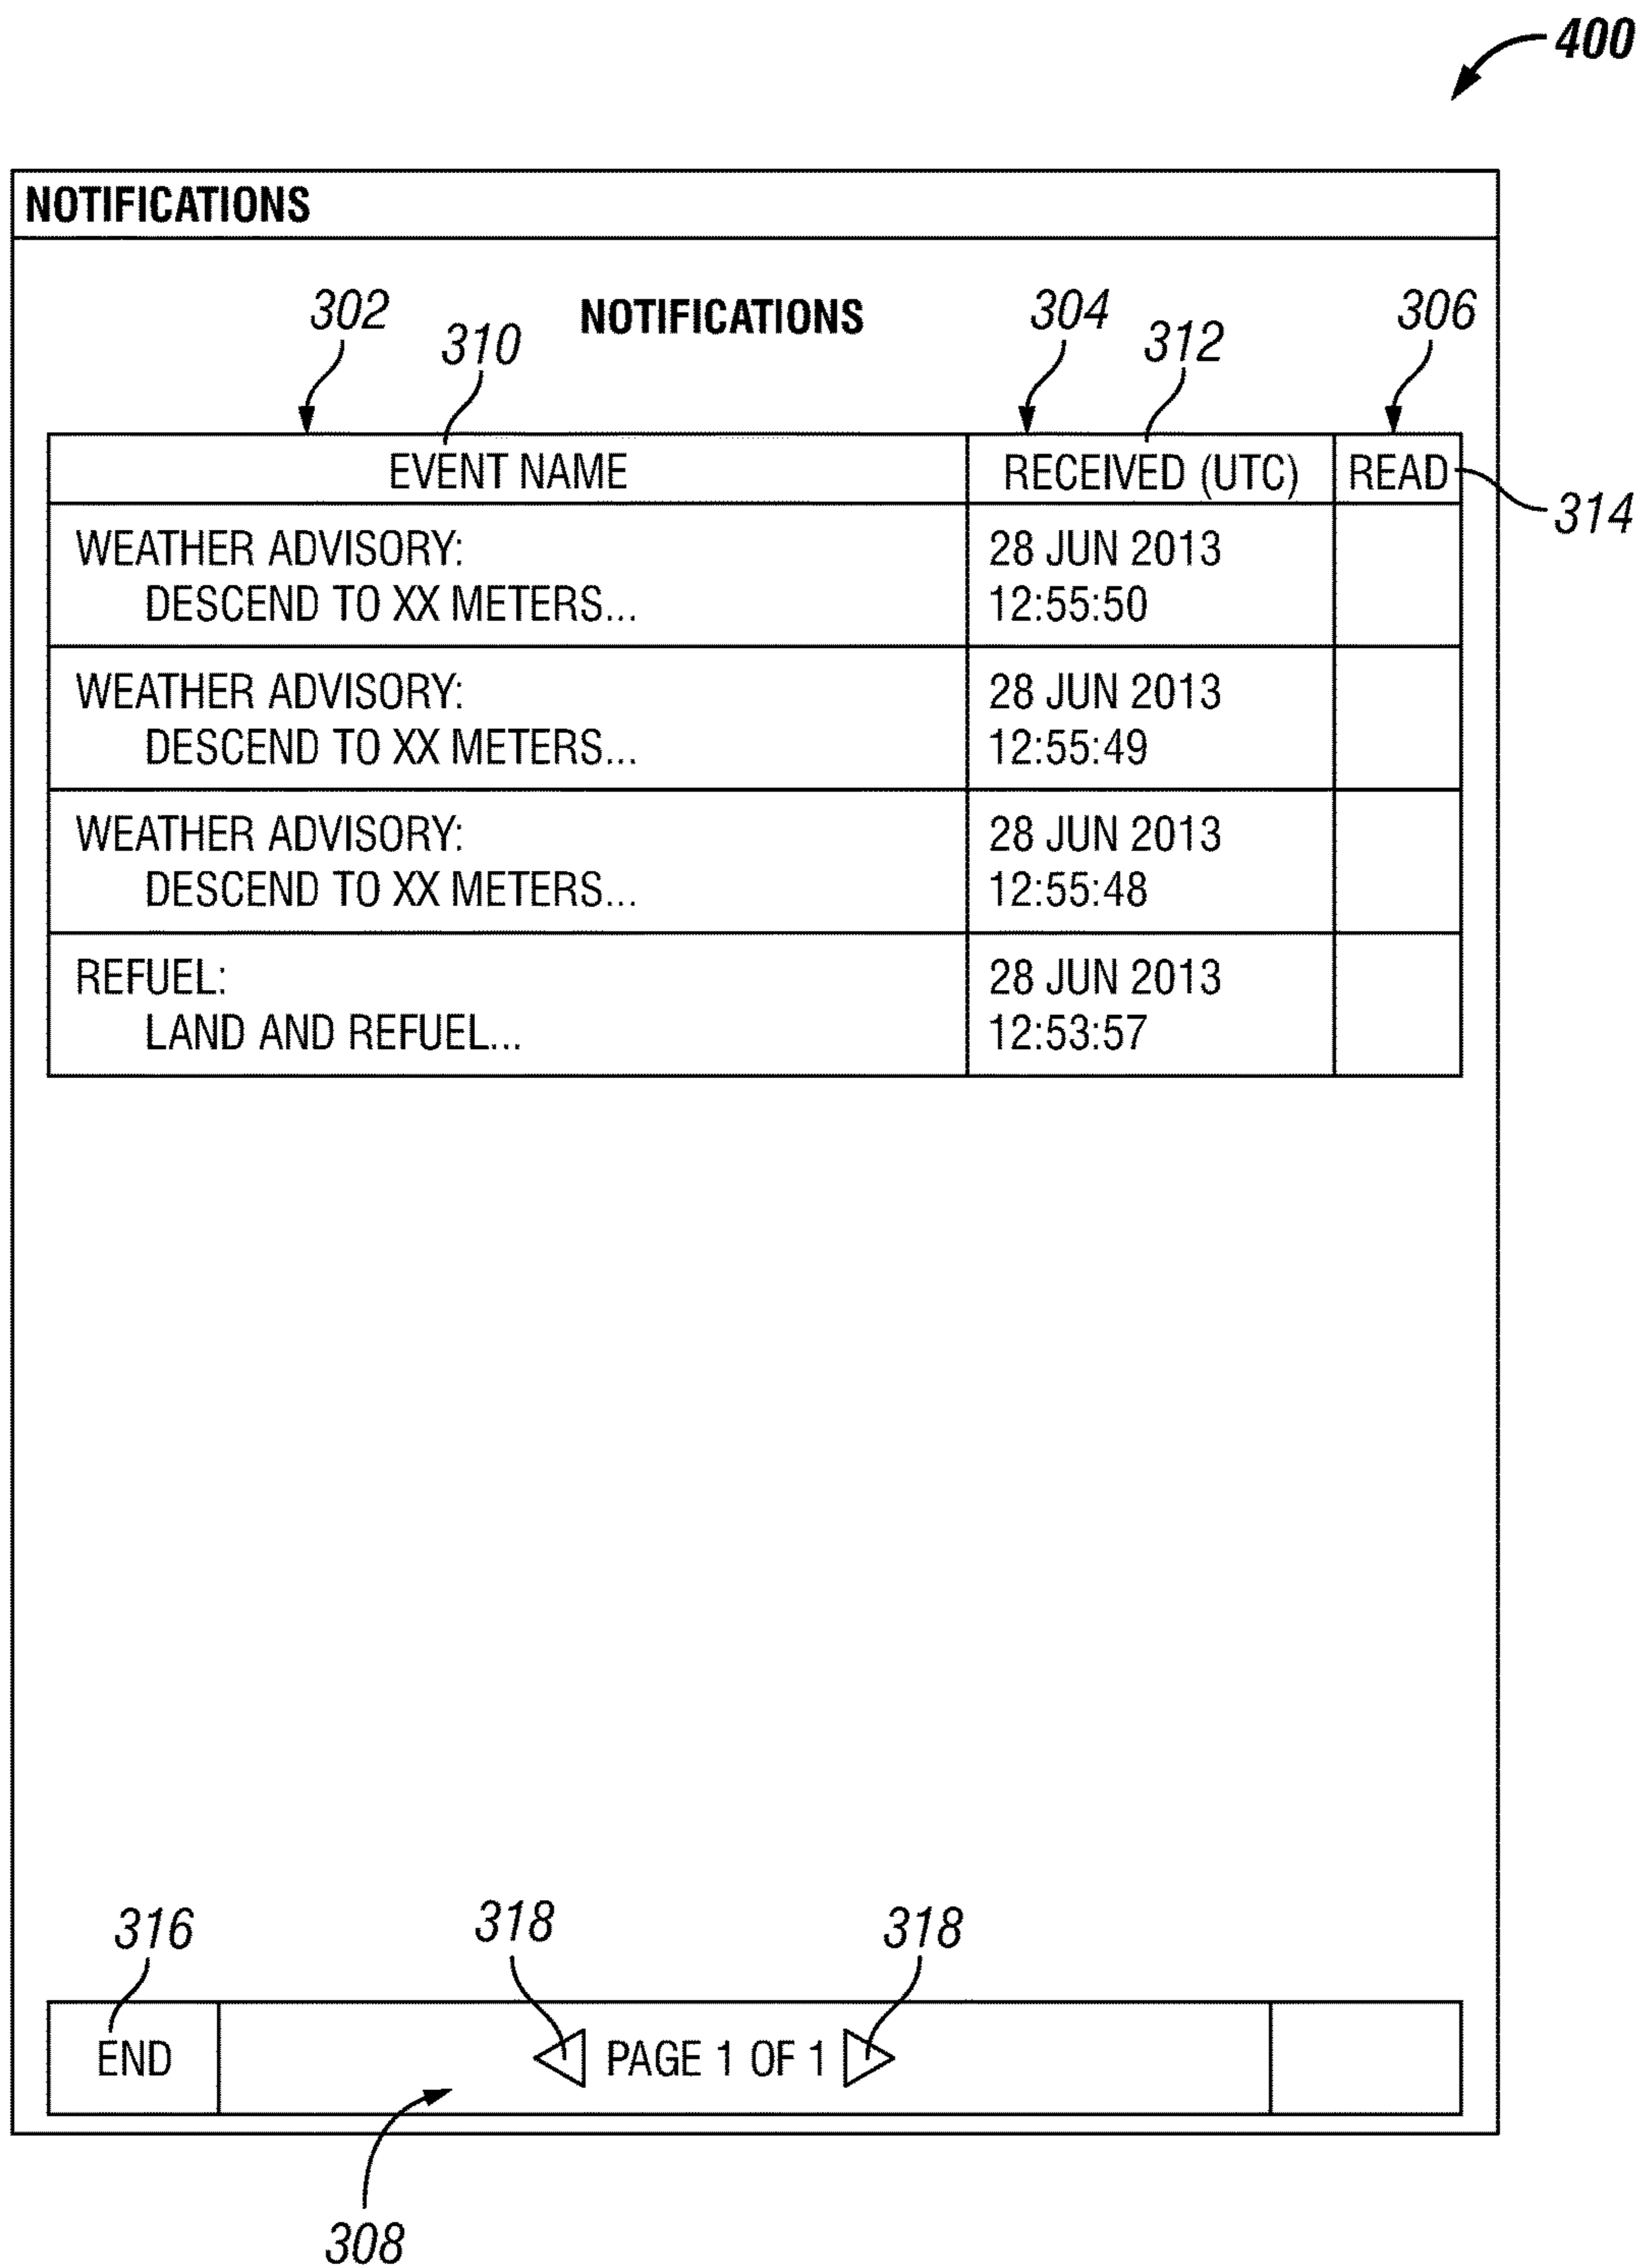 400
NOTIFICATIONS
302 310 NOTIFICATIONS 304 312 306
EVENT NAME RECEIVED (UTC) READ
314
WEATHER ADVISORY: 28 JUN 2013
DESCEND TO XX METERS... 12:55:50
WEATHER ADVISORY: 28 JUN 2013
DESCEND TO XX METERS... 12:55:49
WEATHER ADVISORY: 28 JUN 2013
DESCEND TO XX METERS... 12:55:48
REFUEL: 28 JUN 2013
LAND AND REFUEL... 12:53:57
316 318 318
END PAGE 1 OF 1
308